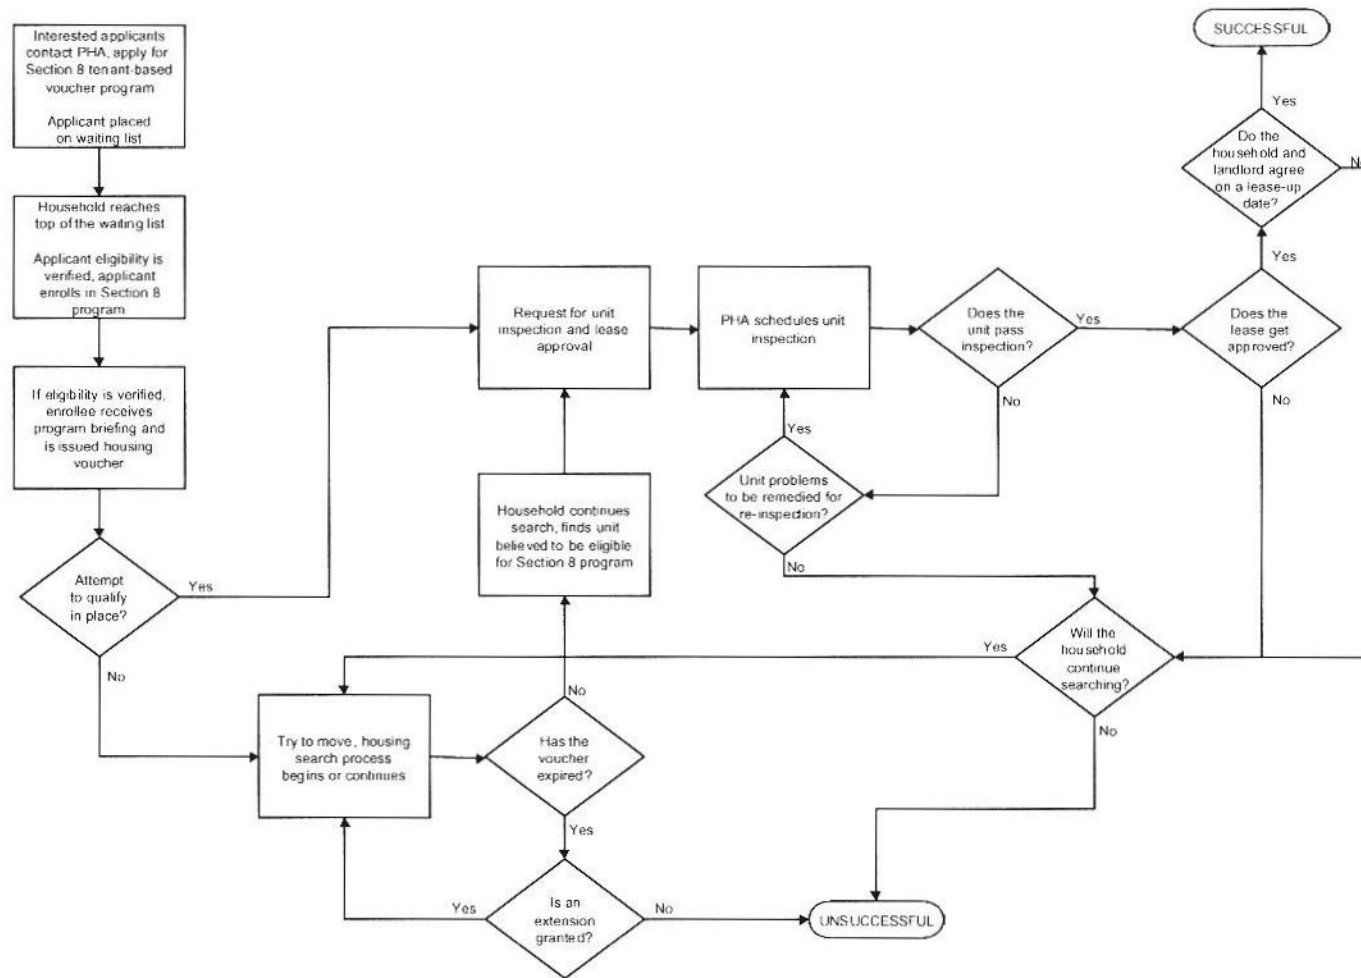 Interested applicants
contact PHA, apply for
Section 8 tenant-based
voucher program
Applicant placed
on waiting list
Household reaches
top of the waiting list
Applicant eligibility is
verified, applicant
enrolls in Section 8
program
If eligibility is verified,
enrollee receives
program briefing and
is issued housing
voucher
Attempt
to qualify
in place?
Yes
No
Try to move, housing
search process
begins or continues
Has the
voucher
expired?
No
Yes
Is an
extension
granted?
Yes
No
Household continues
search, finds unit
believed to be eligible
for Section 8 program
Request for unit
inspection and lease
approval
PHA schedules unit
inspection
Does the
unit pass
inspection?
Yes
No
Unit problems
to be remedied for
re-inspection?
Yes
No
Does the
lease get
approved?
Yes
No
Do the
household and
landlord agree
on a lease-up
date?
Yes
No
SUCCESSFUL
Will the
household
continue
searching?
Yes
No
UNSUCCESSFUL